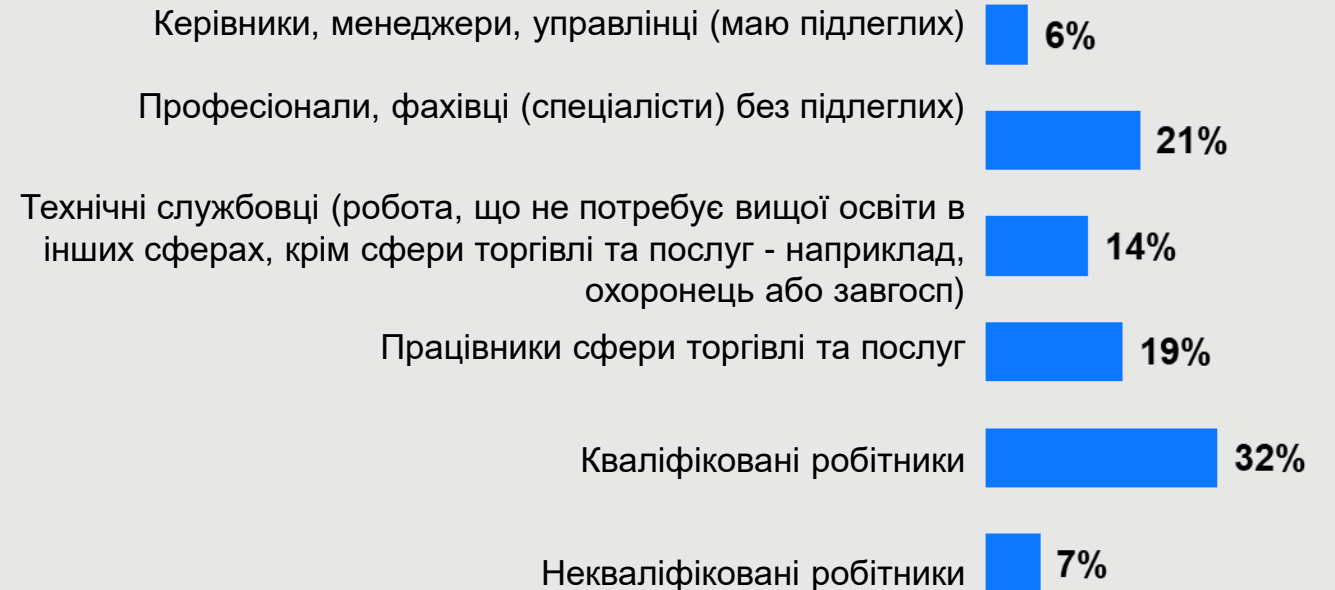 Керівники, менеджери, управлінці (маю підлеглих)
6%
Професіонали, фахівці (спеціалісти) без підлеглих)
21%
Технічні службовці (робота, що не потребує вищої освіти в
інших сферах, крім сфери торгівлі та послуг - наприклад,
охоронець або завгосп)
14%
Працівники сфери торгівлі та послуг
19%
Кваліфіковані робітники
32%
Некваліфіковані робітники
7%